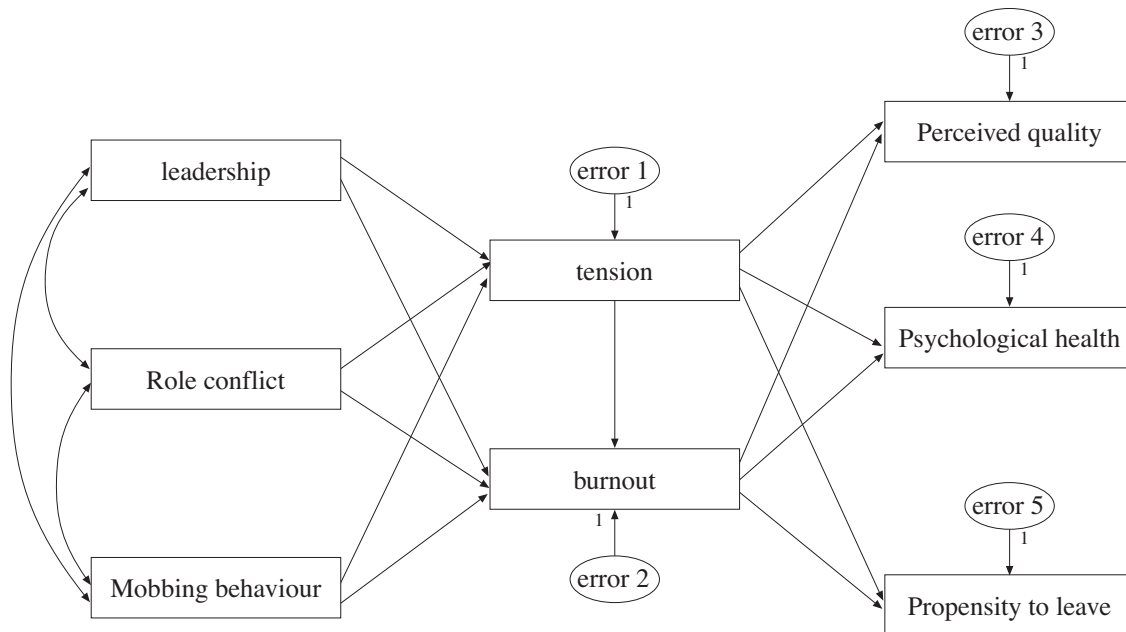 error 3
1
Perceived quality
leadership
error 1
1
tension
error 4
1
Psychological health
Role conflict
burnout
1
error 2
error 5
1
Mobbing behaviour
Propensity to leave